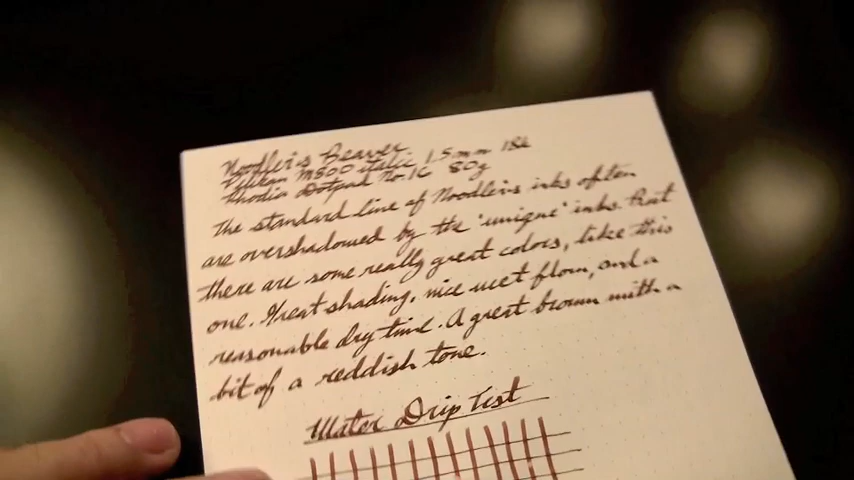 Noodler's Beaver
Pelikan M800 italic 1.5mm 18k
Rhodia Dotpad No.16 80g
The standard line of Noodler's inks often
are overshadowed by the "unique" inks. But
there are some really great colors, like this
one. Great shading, nice wet flow, and a
reasonable dry time. A great brown with a
bit of a reddish tone.
Water Drip Test